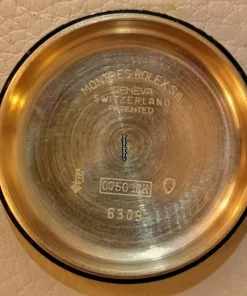 MONTRES ROLEX S.A.
GENEVA
SWITZERLAND
PATENTED
0,750 18K
6309